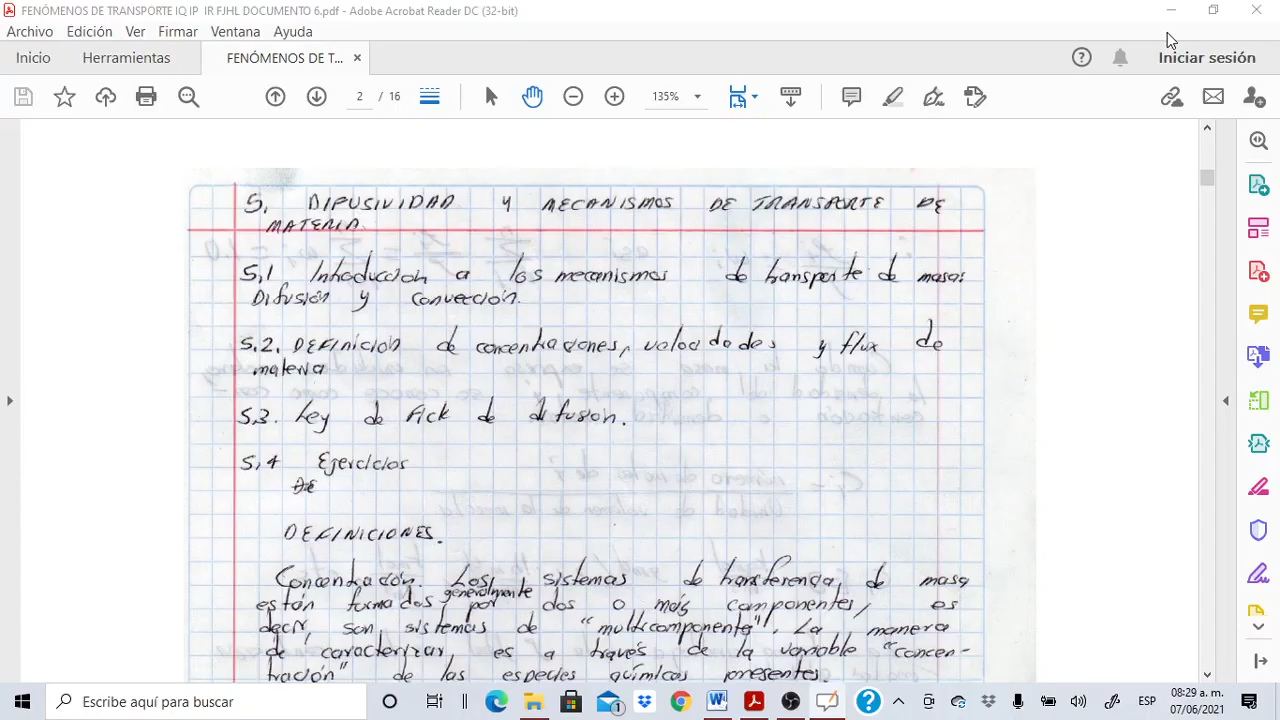 FENÓMENOS DE TRANSPORTE IQ IP IR FJHL DOCUMENTO 6.pdf - Adobe Acrobat Reader DC (32-bit)
Archivo Edición Ver Firmar Ventana Ayuda
Inicio Herramientas FENÓMENOS DE T... × Iniciar sesión
2 / 16 135%
5. DIFUSIVIDAD Y MECANISMOS DE TRANSPORTE DE
MATERIA.
5.1 Introducción a los mecanismos de transporte de masa:
Difusión y convección.
5.2. DEFINICIÓN de concentraciones, velocidades y flux de
materia
5.3. Ley de Fick de difusión.
5.4 Ejercicios
DEFINICIONES.
Concentración. Los sistemas de transferencia de masa
están formados generalmente por dos o más componentes, es
decir, son sistemas de "multicomponente". La manera
de caracterizar, es a través de la variable "concen-
tración" de las especies químicas presentes.
Escribe aquí para buscar
1
ESP
08:29 a. m.
07/06/2021